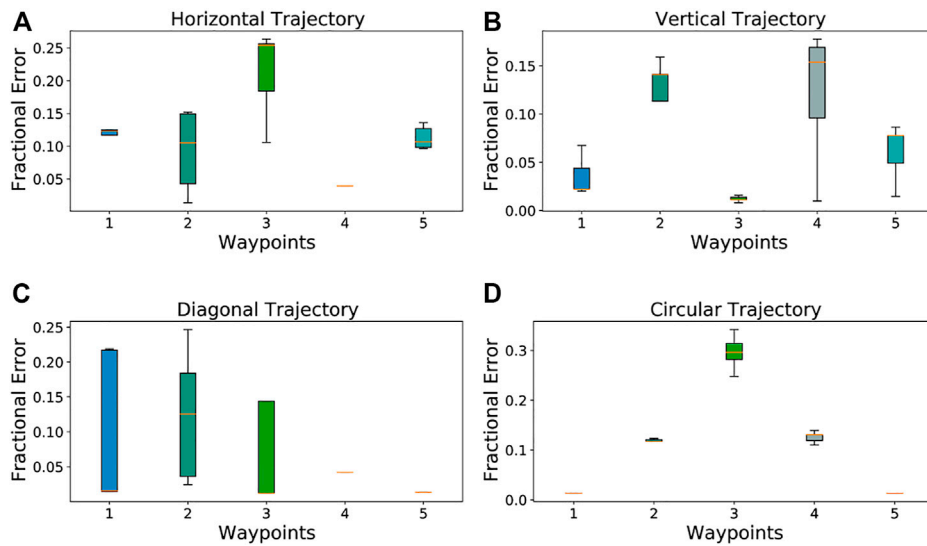 A
Horizontal Trajectory
Fractional Error
0.25
0.20
0.15
0.10
0.05
1 2 3 4 5
Waypoints
B
Vertical Trajectory
Fractional Error
0.15
0.10
0.05
0.00
1 2 3 4 5
Waypoints
C
Diagonal Trajectory
Fractional Error
0.25
0.20
0.15
0.10
0.05
1 2 3 4 5
Waypoints
D
Circular Trajectory
Fractional Error
0.3
0.2
0.1
0.0
1 2 3 4 5
Waypoints